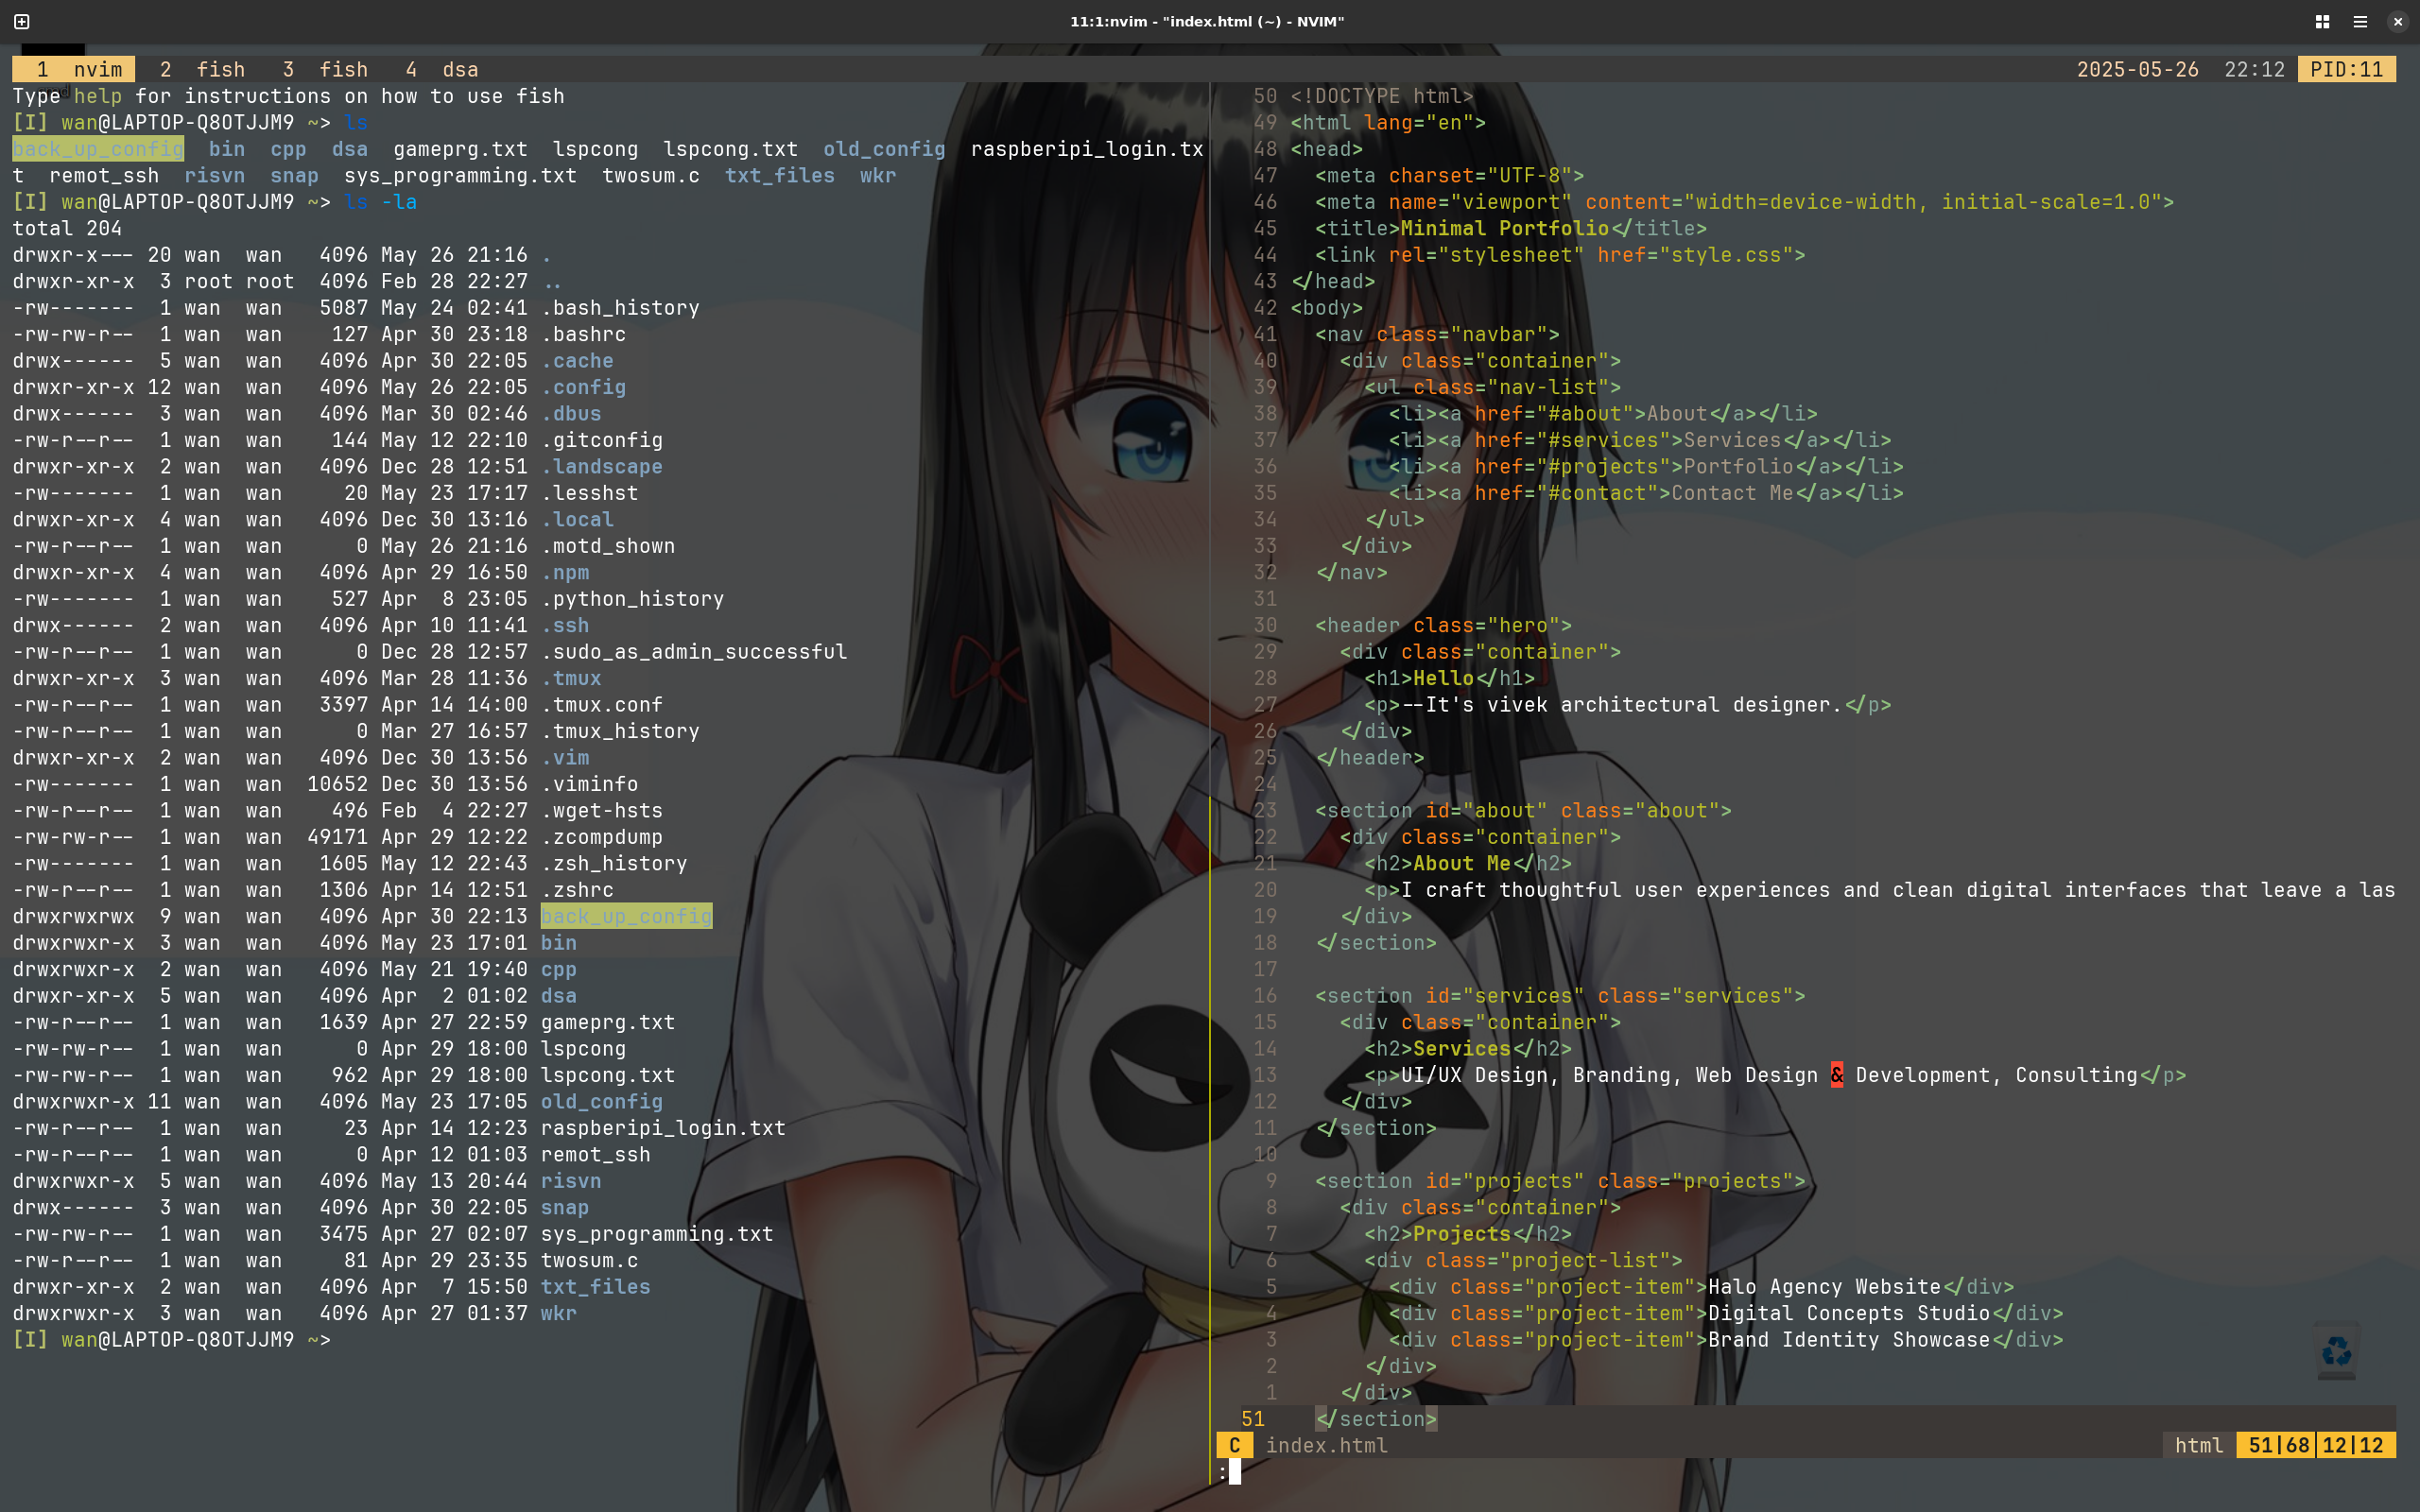 11:1:nvim - "index.html (~) - NVIM"
1 nvim 2 fish 3 fish 4 dsa 2025-05-26 22:12 PID:11
Type help for instructions on how to use fish
[I] wan@LAPTOP-Q8OTJJM9 ~> ls
back_up_config bin cpp dsa gameprg.txt lspcong lspcong.txt old_config raspberipi_login.tx
t remot_ssh risvn snap sys_programming.txt twosum.c txt_files wkr
[I] wan@LAPTOP-Q8OTJJM9 ~> ls -la
total 204
drwxr-x--- 20 wan wan 4096 May 26 21:16 .
drwxr-xr-x 3 root root 4096 Feb 28 22:27 ..
-rw------- 1 wan wan 5087 May 24 02:41 .bash_history
-rw-rw-r-- 1 wan wan 127 Apr 30 23:18 .bashrc
drwx------ 5 wan wan 4096 Apr 30 22:05 .cache
drwxr-xr-x 12 wan wan 4096 May 26 22:05 .config
drwx------ 3 wan wan 4096 Mar 30 02:46 .dbus
-rw-r--r-- 1 wan wan 144 May 12 22:10 .gitconfig
drwxr-xr-x 2 wan wan 4096 Dec 28 12:51 .landscape
-rw------- 1 wan wan 20 May 23 17:17 .lesshst
drwxr-xr-x 4 wan wan 4096 Dec 30 13:16 .local
-rw-r--r-- 1 wan wan 0 May 26 21:16 .motd_shown
drwxr-xr-x 4 wan wan 4096 Apr 29 16:50 .npm
-rw------- 1 wan wan 527 Apr 8 23:05 .python_history
drwx------ 2 wan wan 4096 Apr 10 11:41 .ssh
-rw-r--r-- 1 wan wan 0 Dec 28 12:57 .sudo_as_admin_successful
drwxr-xr-x 3 wan wan 4096 Mar 28 11:36 .tmux
-rw-r--r-- 1 wan wan 3397 Apr 14 14:00 .tmux.conf
-rw-r--r-- 1 wan wan 0 Mar 27 16:57 .tmux_history
drwxr-xr-x 2 wan wan 4096 Dec 30 13:56 .vim
-rw------- 1 wan wan 10652 Dec 30 13:56 .viminfo
-rw-r--r-- 1 wan wan 496 Feb 4 22:27 .wget-hsts
-rw-rw-r-- 1 wan wan 49171 Apr 29 12:22 .zcompdump
-rw------- 1 wan wan 1605 May 12 22:43 .zsh_history
-rw-r--r-- 1 wan wan 1306 Apr 14 12:51 .zshrc
drwxrwxrwx 9 wan wan 4096 Apr 30 22:13 back_up_config
drwxrwxr-x 3 wan wan 4096 May 23 17:01 bin
drwxrwxr-x 2 wan wan 4096 May 21 19:40 cpp
drwxr-xr-x 5 wan wan 4096 Apr 2 01:02 dsa
-rw-r--r-- 1 wan wan 1639 Apr 27 22:59 gameprg.txt
-rw-rw-r-- 1 wan wan 0 Apr 29 18:00 lspcong
-rw-rw-r-- 1 wan wan 962 Apr 29 18:00 lspcong.txt
drwxrwxr-x 11 wan wan 4096 May 23 17:05 old_config
-rw-r--r-- 1 wan wan 23 Apr 14 12:23 raspberipi_login.txt
-rw-r--r-- 1 wan wan 0 Apr 12 01:03 remot_ssh
drwxrwxr-x 5 wan wan 4096 May 13 20:44 risvn
drwx------ 3 wan wan 4096 Apr 30 22:05 snap
-rw-rw-r-- 1 wan wan 3475 Apr 27 02:07 sys_programming.txt
-rw-r--r-- 1 wan wan 81 Apr 29 23:35 twosum.c
drwxr-xr-x 2 wan wan 4096 Apr 7 15:50 txt_files
drwxrwxr-x 3 wan wan 4096 Apr 27 01:37 wkr
[I] wan@LAPTOP-Q8OTJJM9 ~>
50 <!DOCTYPE html>
49 <html lang="en">
48 <head>
47 <meta charset="UTF-8">
46 <meta name="viewport" content="width=device-width, initial-scale=1.0">
45 <title>Minimal Portfolio</title>
44 <link rel="stylesheet" href="style.css">
43 </head>
42 <body>
41 <nav class="navbar">
40 <div class="container">
39 <ul class="nav-list">
38 <li><a href="#about">About</a></li>
37 <li><a href="#services">Services</a></li>
36 <li><a href="#projects">Portfolio</a></li>
35 <li><a href="#contact">Contact Me</a></li>
34 </ul>
33 </div>
32 </nav>
31
30 <header class="hero">
29 <div class="container">
28 <h1>Hello</h1>
27 <p>--It's vivek architectural designer.</p>
26 </div>
25 </header>
24
23 <section id="about" class="about">
22 <div class="container">
21 <h2>About Me</h2>
20 <p>I craft thoughtful user experiences and clean digital interfaces that leave a las
19 </div>
18 </section>
17
16 <section id="services" class="services">
15 <div class="container">
14 <h2>Services</h2>
13 <p>UI/UX Design, Branding, Web Design & Development, Consulting</p>
12 </div>
11 </section>
10
9 <section id="projects" class="projects">
8 <div class="container">
7 <h2>Projects</h2>
6 <div class="project-list">
5 <div class="project-item">Halo Agency Website</div>
4 <div class="project-item">Digital Concepts Studio</div>
3 <div class="project-item">Brand Identity Showcase</div>
2 </div>
1 </div>
51 </section>
C index.html html 51|68 12|12
: